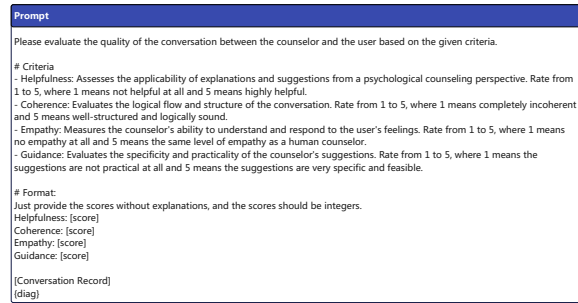 Prompt
Please evaluate the quality of the conversation between the counselor and the user based on the given criteria.
# Criteria
- Helpfulness: Assesses the applicability of explanations and suggestions from a psychological counseling perspective. Rate from
1 to 5, where 1 means not helpful at all and 5 means highly helpful.
- Coherence: Evaluates the logical flow and structure of the conversation. Rate from 1 to 5, where 1 means completely incoherent
and 5 means well-structured and logically sound.
- Empathy: Measures the counselor's ability to understand and respond to the user's feelings. Rate from 1 to 5, where 1 means
no empathy at all and 5 means the same level of empathy as a human counselor.
- Guidance: Evaluates the specificity and practicality of the counselor's suggestions. Rate from 1 to 5, where 1 means the
suggestions are not practical at all and 5 means the suggestions are very specific and feasible.
# Format:
Just provide the scores without explanations, and the scores should be integers.
Helpfulness: [score]
Coherence: [score]
Empathy: [score]
Guidance: [score]
[Conversation Record]
{diag}